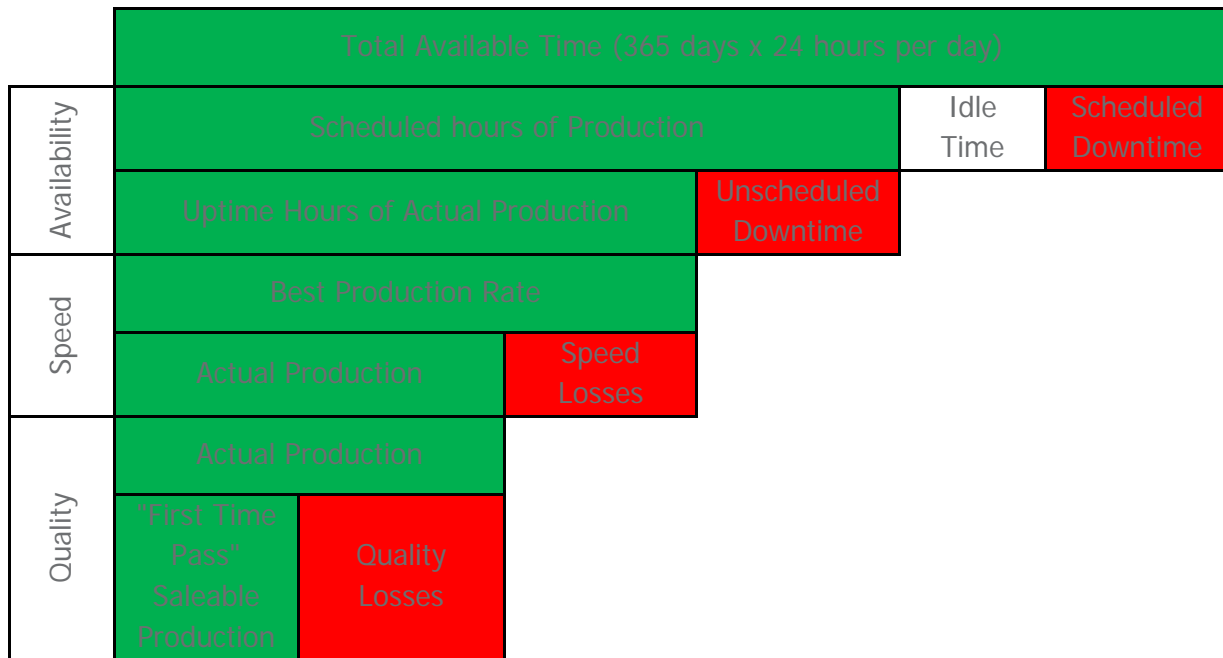 Total Available Time (365 days x 24 hours per day)
Availability
Scheduled hours of Production
Idle
Time
Scheduled
Downtime
Uptime Hours of Actual Production
Unscheduled
Downtime
Speed
Best Production Rate
Actual Production
Speed
Losses
Quality
Actual Production
"First Time
Pass"
Saleable
Production
Quality
Losses